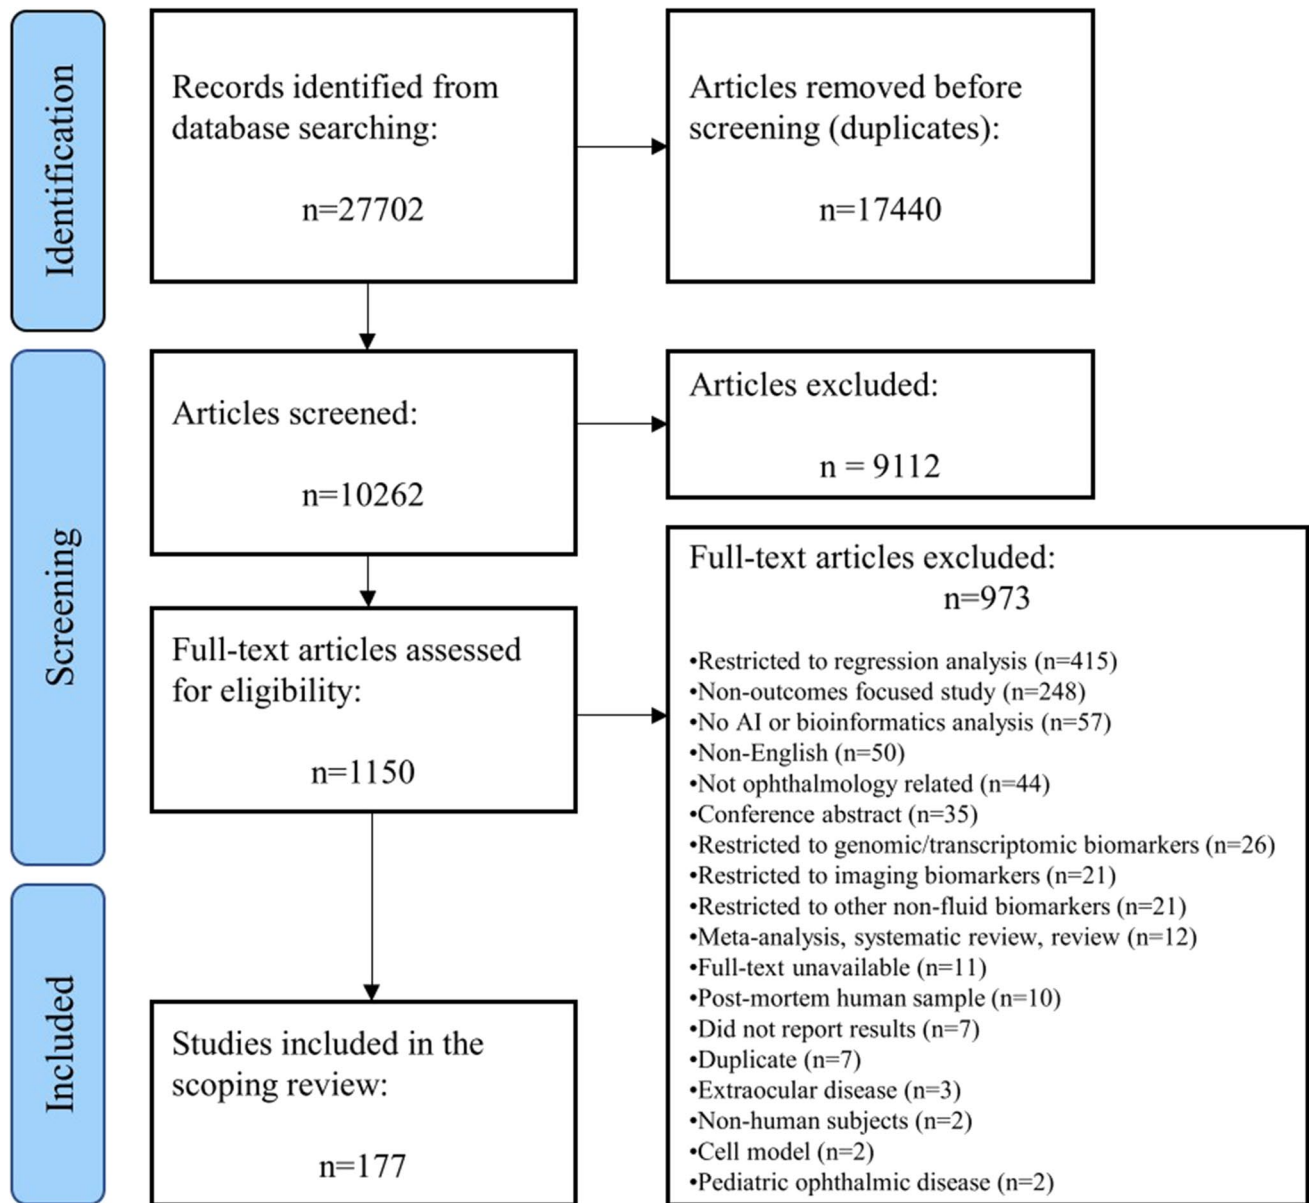 Identification
Records identified from
database searching:
n=27702
Articles removed before
screening (duplicates):
n=17440
Screening
Articles screened:
n=10262
Articles excluded:
n = 9112
Full-text articles assessed
for eligibility:
n=1150
Full-text articles excluded:
n=973
•Restricted to regression analysis (n=415)
•Non-outcomes focused study (n=248)
•No AI or bioinformatics analysis (n=57)
•Non-English (n=50)
•Not ophthalmology related (n=44)
•Conference abstract (n=35)
•Restricted to genomic/transcriptomic biomarkers (n=26)
•Restricted to imaging biomarkers (n=21)
•Restricted to other non-fluid biomarkers (n=21)
•Meta-analysis, systematic review, review (n=12)
•Full-text unavailable (n=11)
•Post-mortem human sample (n=10)
•Did not report results (n=7)
•Duplicate (n=7)
•Extraocular disease (n=3)
•Non-human subjects (n=2)
•Cell model (n=2)
•Pediatric ophthalmic disease (n=2)
Included
Studies included in the
scoping review:
n=177